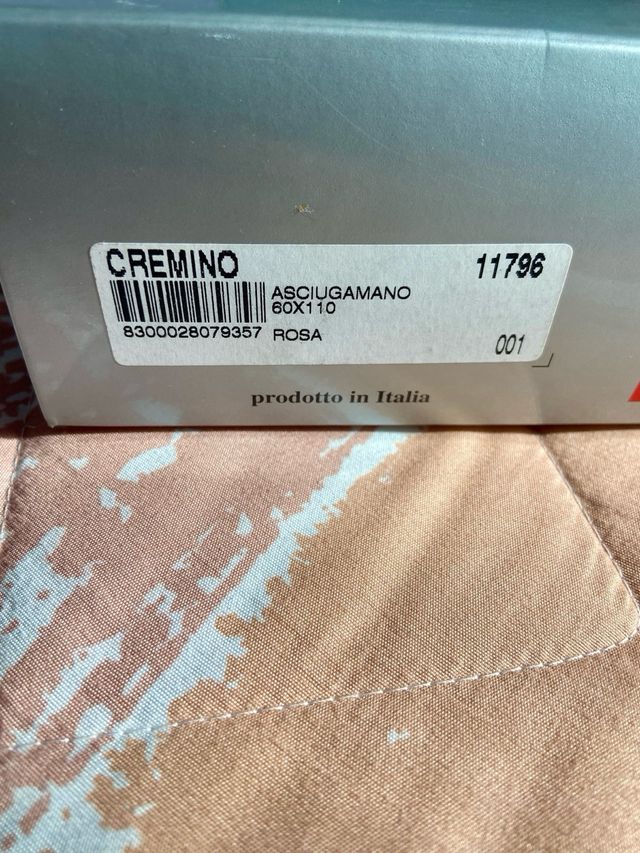 CREMINO 11796
ASCIUGAMANO
60X110
8300028079357 ROSA
001
prodotto in Italia